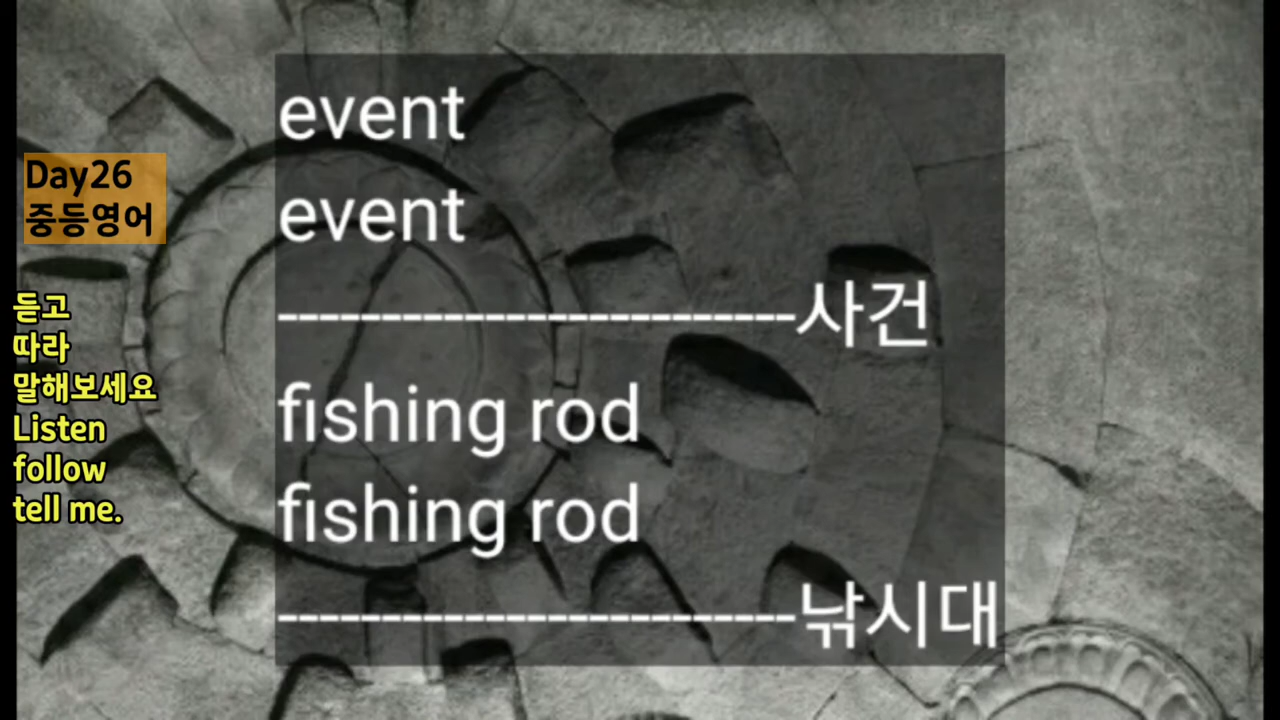 Day26
중등영어
듣고
따라
말해보세요
Listen
follow
tell me.
event
event
------------------------------사건
fishing rod
fishing rod
------------------------------낚시대